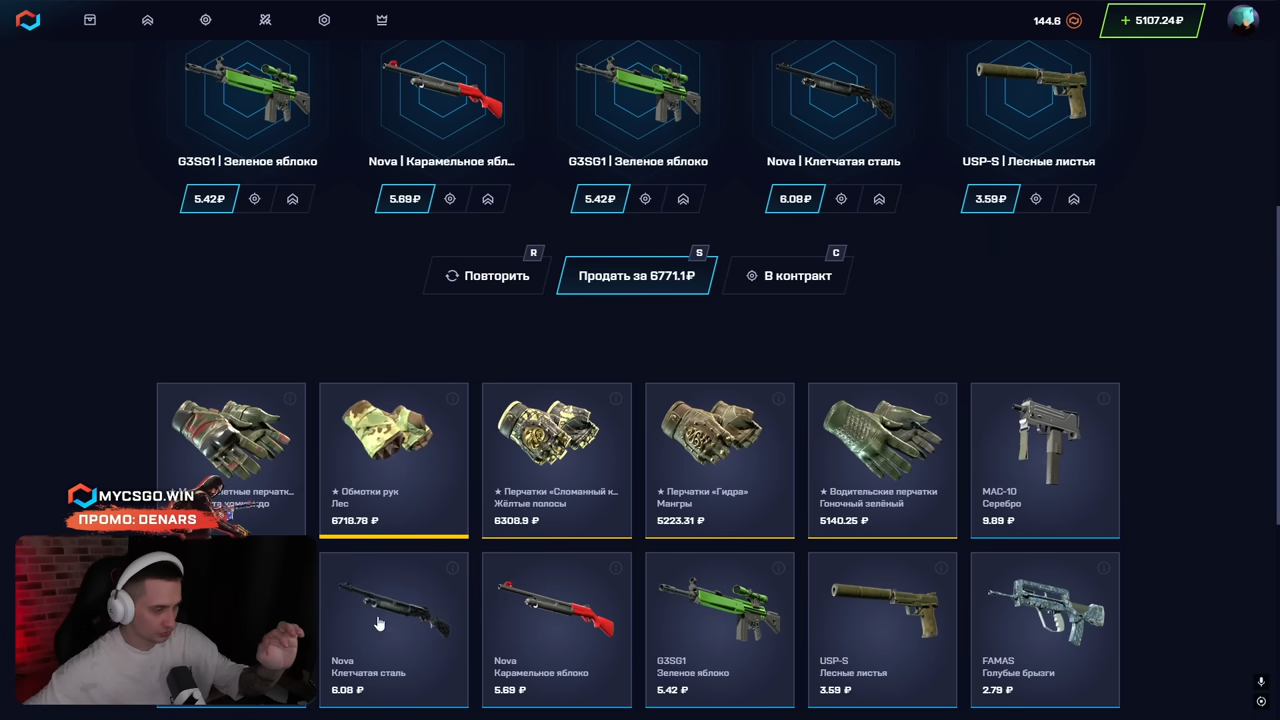 144.6
+ 5107.24₽
G3SG1 | Зеленое яблоко
Nova | Карамельное ябл...
G3SG1 | Зеленое яблоко
Nova | Клетчатая сталь
USP-S | Лесные листья
5.42₽
5.69₽
5.42₽
6.08₽
3.59₽
R
S
C
Повторить
Продать за 6771.1₽
В контракт
★ Обмотки рук
Лес
6718.78 ₽
★ Перчатки «Сломанный к...
Жёлтые полосы
6308.9 ₽
★ Перчатки «Гидра»
Мангры
5223.31 ₽
★ Водительские перчатки
Гоночный зелёный
5140.25 ₽
MAC-10
Серебро
9.89 ₽
MYCSGO.WIN
ПРОМО: DENARS
Nova
Клетчатая сталь
6.08 ₽
Nova
Карамельное яблоко
5.69 ₽
G3SG1
Зеленое яблоко
5.42 ₽
USP-S
Лесные листья
3.59 ₽
FAMAS
Голубые брызги
2.79 ₽